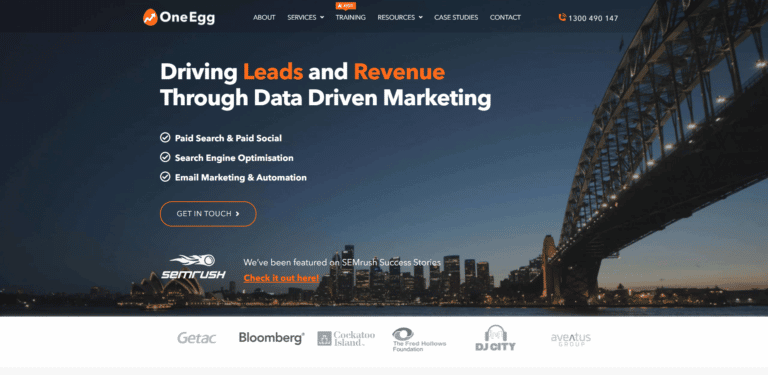 OneEgg
ABOUT
SERVICES
TRAINING
RESOURCES
CASE STUDIES
CONTACT
1300 490 147
Driving Leads and Revenue
Through Data Driven Marketing
Paid Search & Paid Social
Search Engine Optimisation
Email Marketing & Automation
GET IN TOUCH
SEMRUSH
We've been featured on SEMrush Success Stories
Check it out here!
Getac
Bloomberg®
Cockatoo
Island
The Fred Hollows
Foundation
DJ CITY
aventus
GROUP